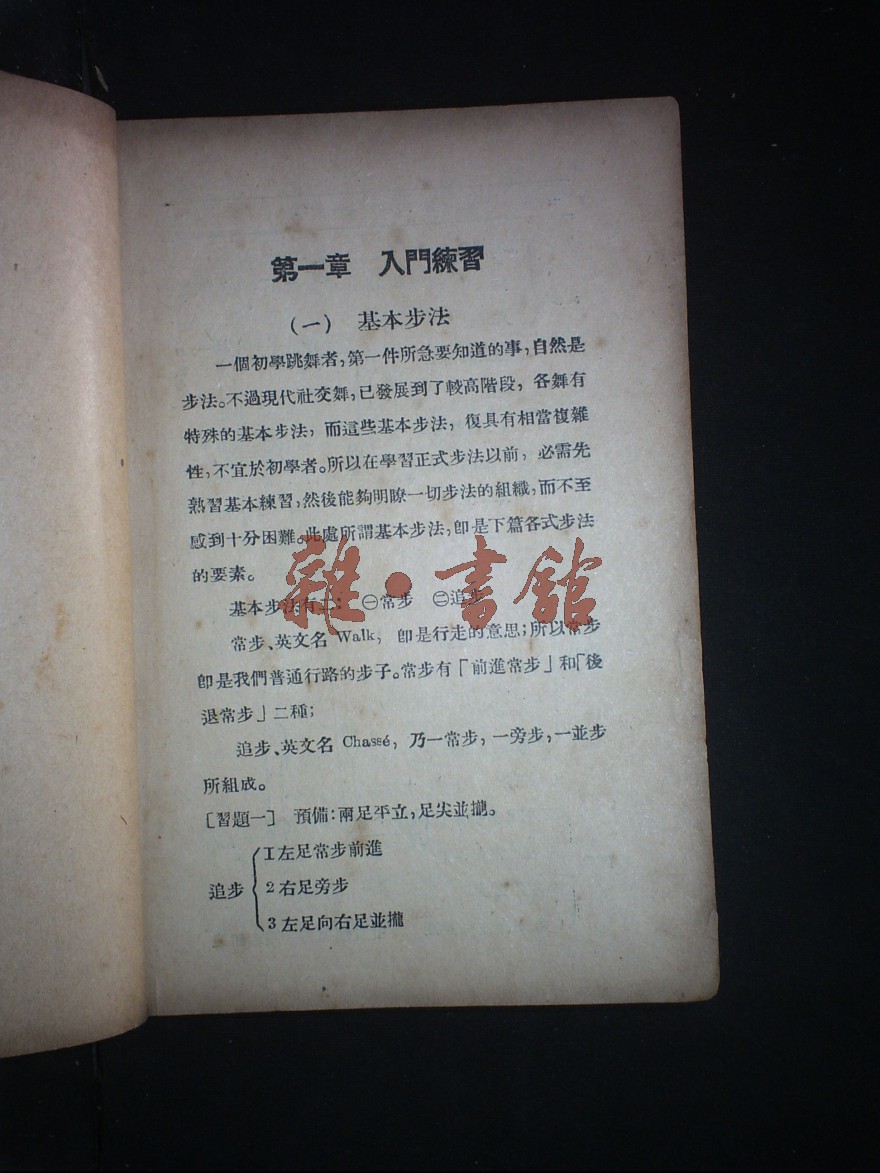 第一章　入門練習
（一）　基本步法
一個初學跳舞者，第一件所急要知道的事，自然是
步法。不過現代社交舞，已發展到了較高階段，各舞有
特殊的基本步法，而這些基本步法，復具有相當複雜
性，不宜於初學者。所以在學習正式步法以前，必需先
熟習基本練習，然後能夠明瞭一切步法的組織，而不至
感到十分困難。此處所謂基本步法，卽是下篇各式步法
的要素。
雜•書館
基本步法有二：㊀常步　㊁追步
常步、英文名 Walk，卽是行走的意思；所以常步
卽是我們普通行路的步子。常步有「前進常步」和「後
退常步」二種；
追步、英文名 Chassé，乃一常步，一旁步，一並步
所組成。
〔習題一〕　預備：兩足平立，足尖並攏。
追步
1 左足常步前進
2 右足旁步
3 左足向右足並攏